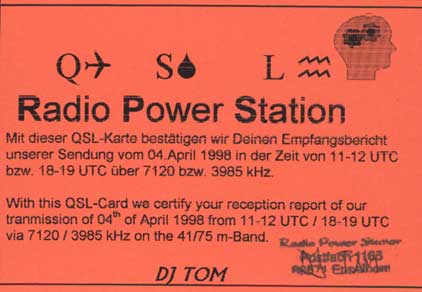 Q S L
Radio Power Station
Mit dieser QSL-Karte bestätigen wir Deinen Empfangsbericht
unserer Sendung vom 04.April 1998 in der Zeit von 11-12 UTC
bzw. 18-19 UTC über 7120 bzw. 3985 kHz.
With this QSL-Card we certify your reception report of our
tranmission of 04th of April 1998 from 11-12 UTC / 18-19 UTC
via 7120 / 3985 kHz on the 41/75 m-Band.
Radio Power
Postfach 1163
DJ TOM